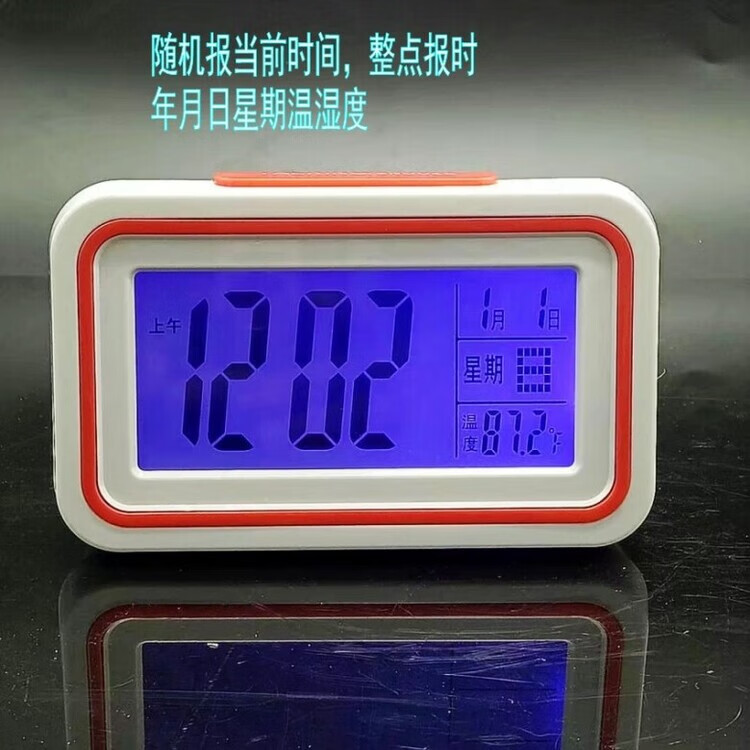 随机报当前时间，整点报时
年月日星期温湿度
上午 12 02
1月 1日
星期 日
温度 87.2°F